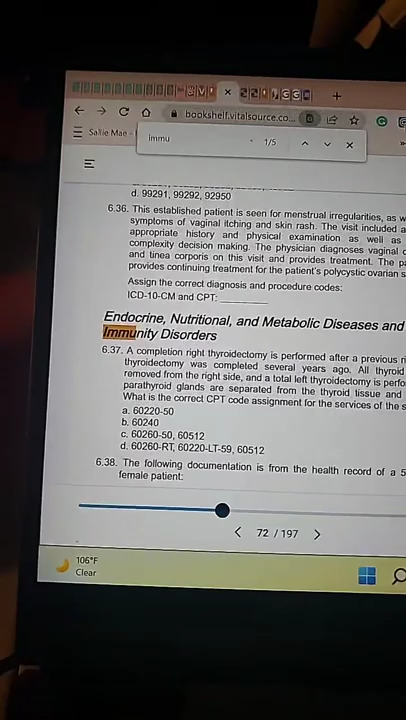 bookshelf.vitalsource.co...
Sallie Mae -
Immu
1/5
d. 99291, 99292, 92950
6.36. This established patient is seen for menstrual irregularities, as w
symptoms of vaginal itching and skin rash. The visit included a
appropriate history and physical examination as well as
complexity decision making. The physician diagnoses vaginal c
and tinea corporis on this visit and provides treatment. The pa
provides continuing treatment for the patient's polycystic ovarian s
Assign the correct diagnosis and procedure codes:
ICD-10-CM and CPT: ________
Endocrine, Nutritional, and Metabolic Diseases and
Immunity Disorders
6.37. A completion right thyroidectomy is performed after a previous ri
thyroidectomy was completed several years ago. All thyroid
removed from the right side, and a total left thyroidectomy is perfo
parathyroid glands are separated from the thyroid tissue and
What is the correct CPT code assignment for the services of the s
a. 60220-50
b. 60240
c. 60260-50, 60512
d. 60260-RT, 60220-LT-59, 60512
6.38. The following documentation is from the health record of a 5
female patient:
72 / 197
106°F
Clear